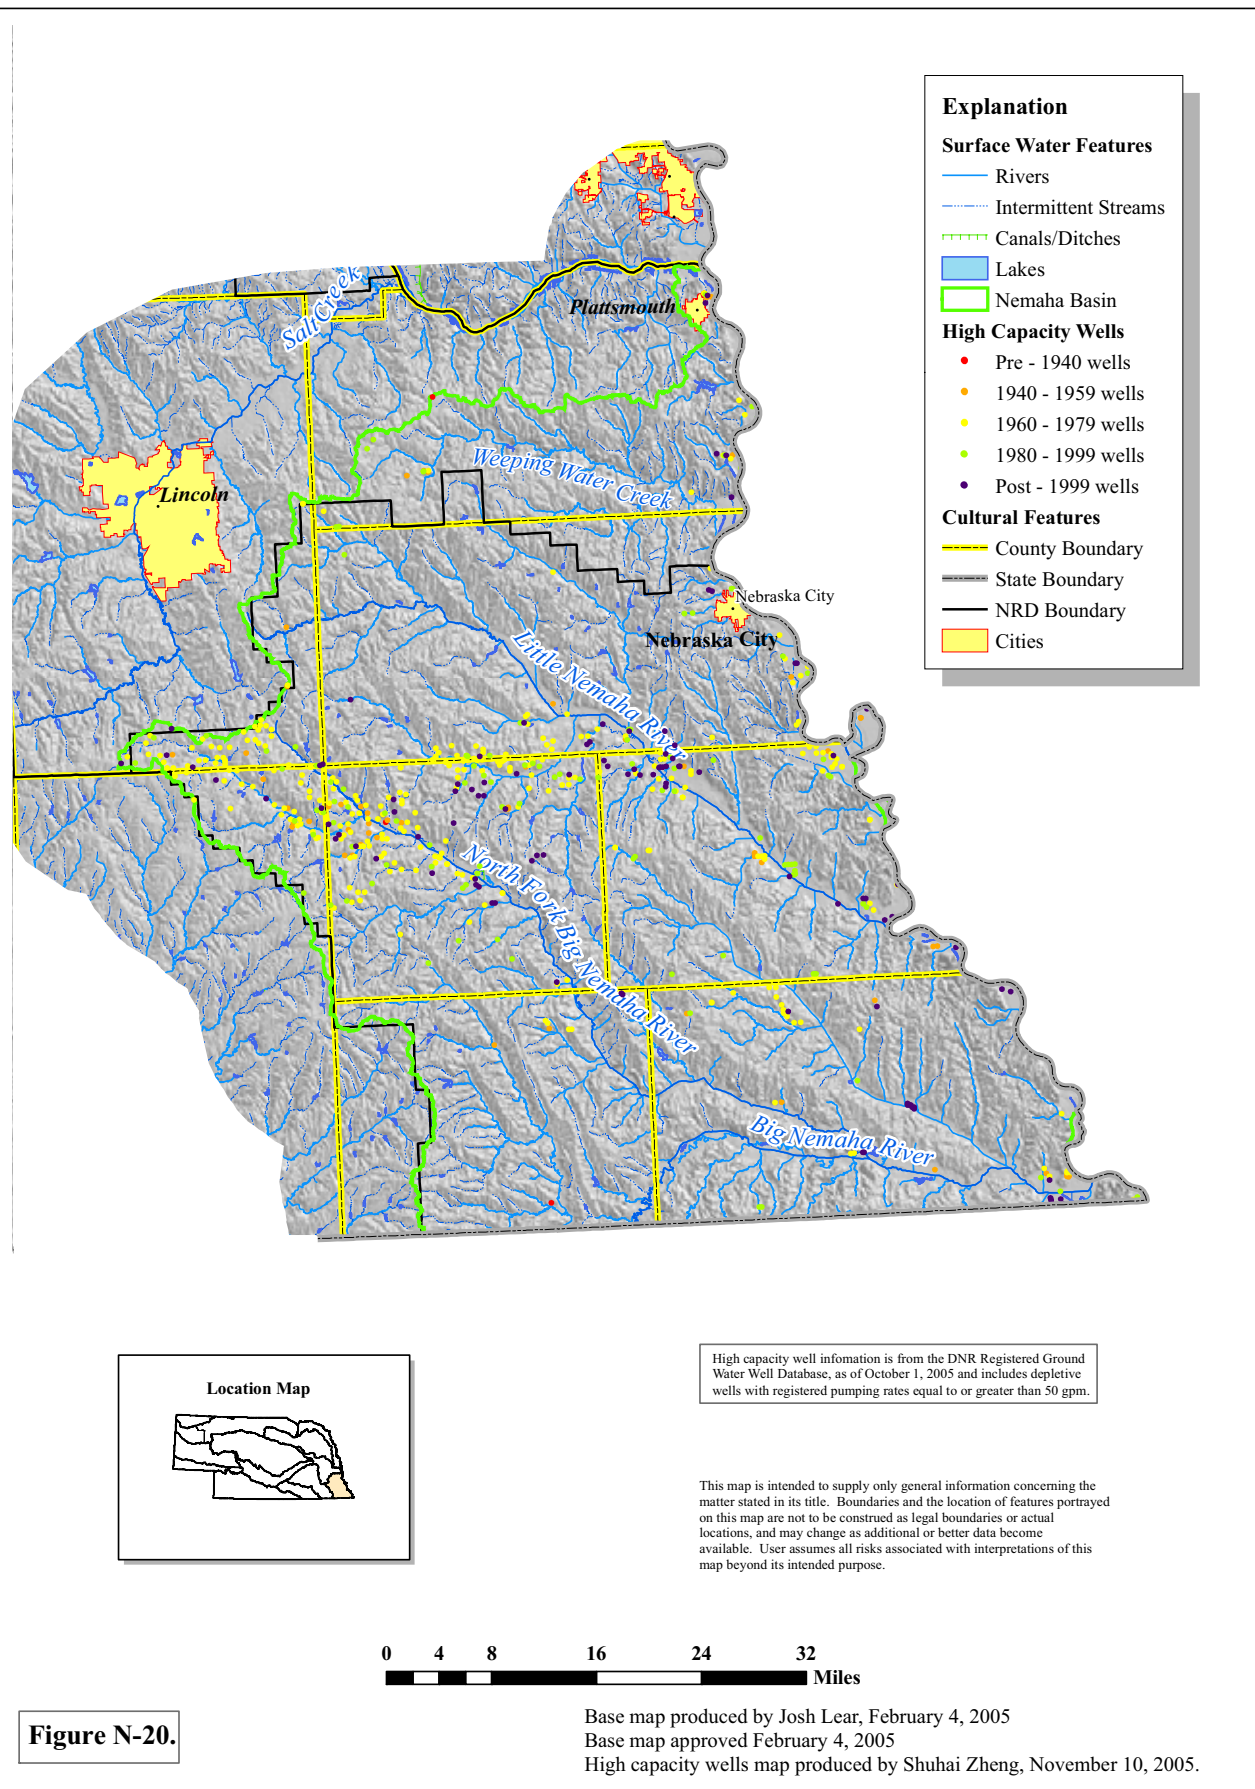 Explanation
Surface Water Features
Rivers
Intermittent Streams
Canals/Ditches
Lakes
Nemaha Basin
High Capacity Wells
Pre - 1940 wells
1940 - 1959 wells
1960 - 1979 wells
1980 - 1999 wells
Post - 1999 wells
Cultural Features
County Boundary
State Boundary
NRD Boundary
Cities
Salt Creek
Plattsmouth
Weeping Water Creek
Lincoln
Nebraska City
Nebraska City
Little Nemaha River
North Fork Big Nemaha River
Big Nemaha River
Location Map
High capacity well infomation is from the DNR Registered Ground
Water Well Database, as of October 1, 2005 and includes depletive
wells with registered pumping rates equal to or greater than 50 gpm.
This map is intended to supply only general information concerning the
matter stated in its title. Boundaries and the location of features portrayed
on this map are not to be construed as legal boundaries or actual
locations, and may change as additional or better data become
available. User assumes all risks associated with interpretations of this
map beyond its intended purpose.
0 4 8 16 24 32
Miles
Figure N-20.
Base map produced by Josh Lear, February 4, 2005
Base map approved February 4, 2005
High capacity wells map produced by Shuhai Zheng, November 10, 2005.